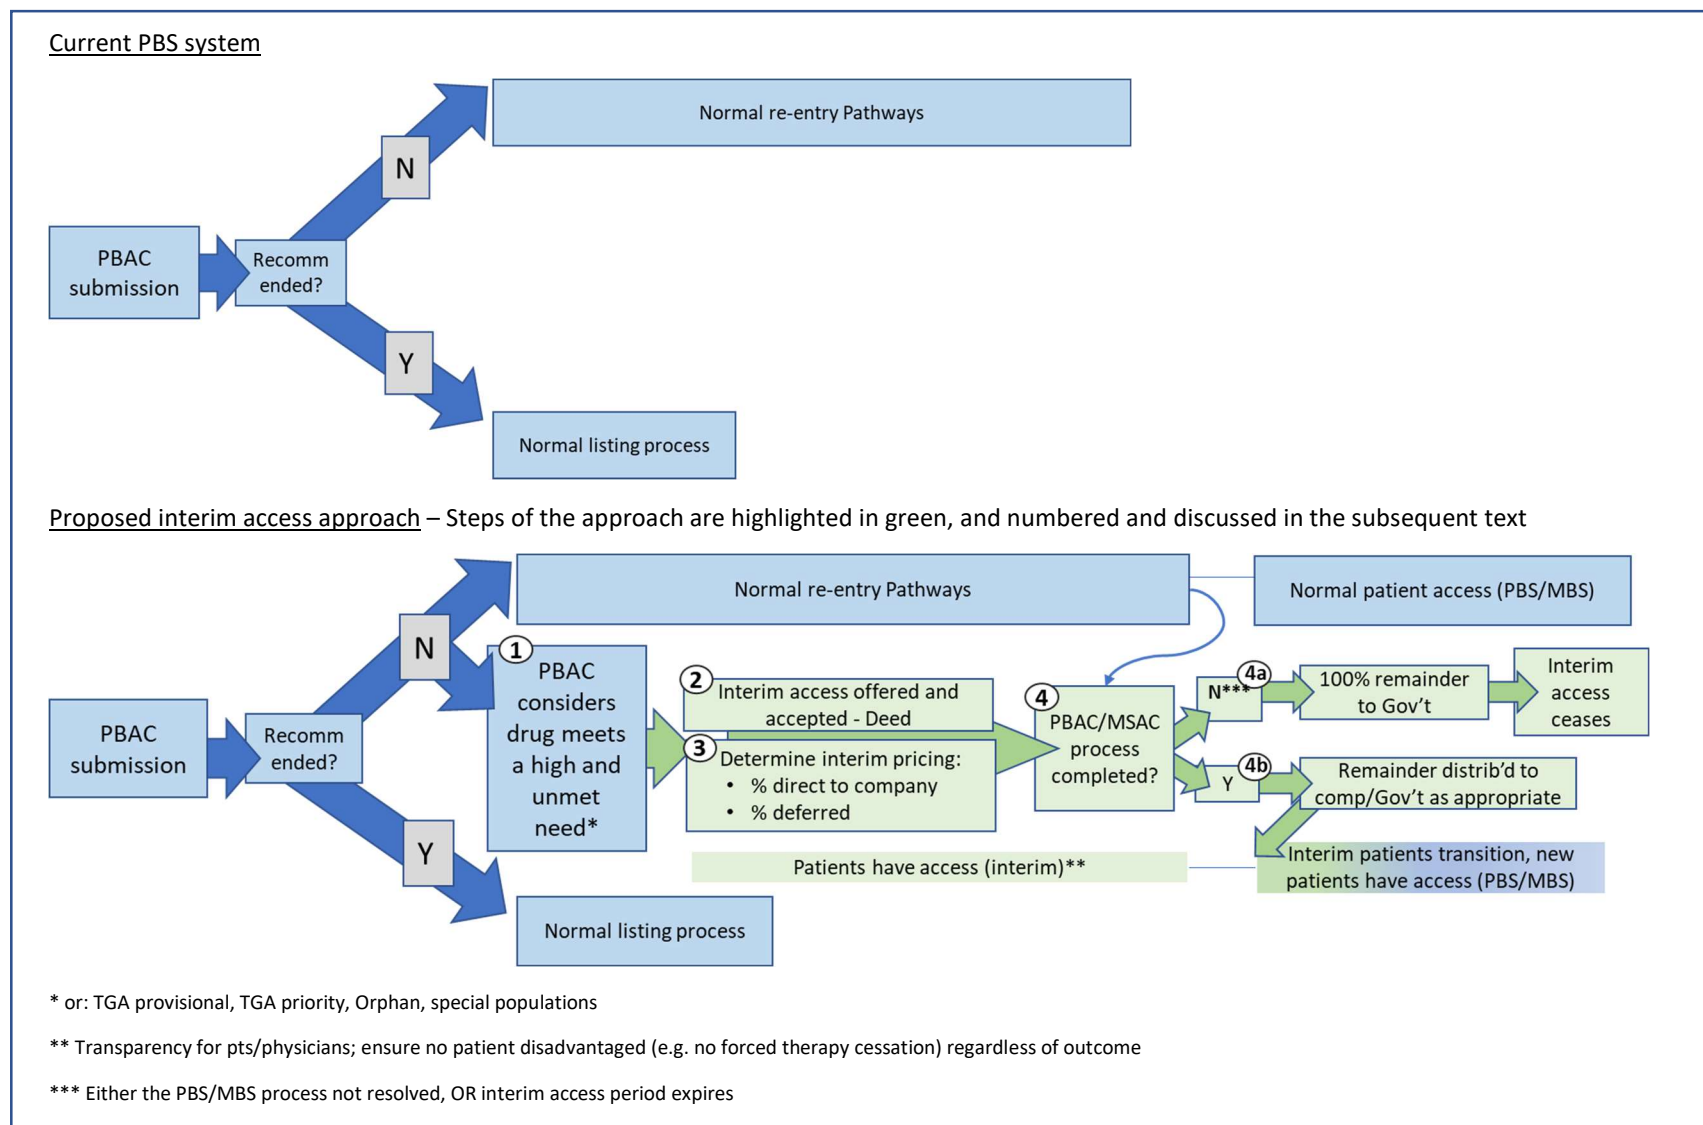 Current PBS system
Normal re-entry Pathways
N
PBAC
submission
Recomm
ended?
Y
Normal listing process
Proposed interim access approach – Steps of the approach are highlighted in green, and numbered and discussed in the subsequent text
Normal re-entry Pathways
Normal patient access (PBS/MBS)
N
1
PBAC
considers
drug meets
a high and
unmet
need*
2
Interim access offered and
accepted - Deed
3
Determine interim pricing:
• % direct to company
• % deferred
4
PBAC/MSAC
process
completed?
4a
N***
100% remainder
to Gov't
Interim
access
ceases
4b
Y
Remainder distrib'd to
comp/Gov't as appropriate
PBAC
submission
Recomm
ended?
Y
Patients have access (interim)**
Interim patients transition, new
patients have access (PBS/MBS)
Normal listing process
* or: TGA provisional, TGA priority, Orphan, special populations
** Transparency for pts/physicians; ensure no patient disadvantaged (e.g. no forced therapy cessation) regardless of outcome
*** Either the PBS/MBS process not resolved, OR interim access period expires